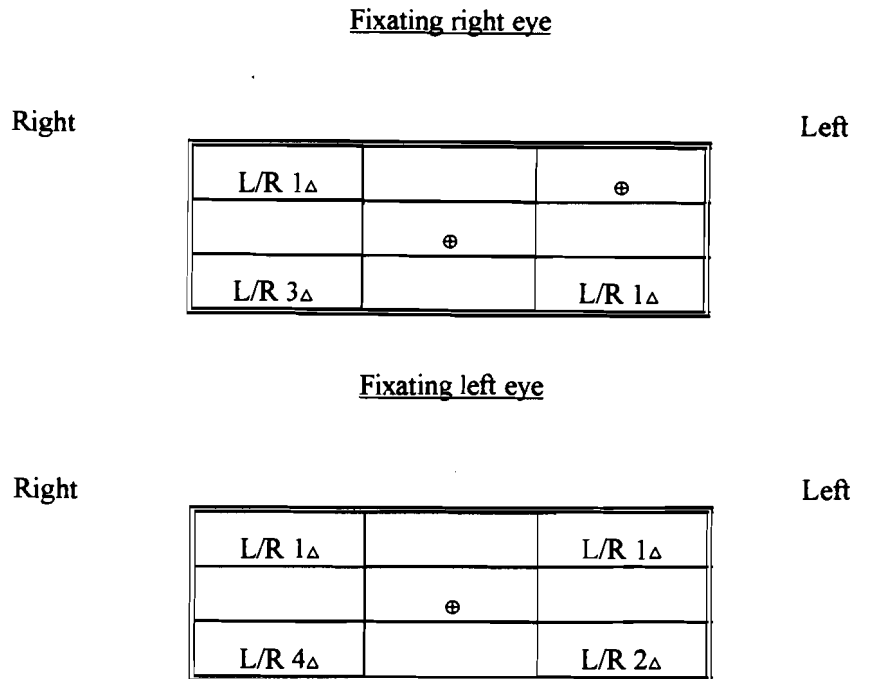 Fixating right eye
Right Left
L/R 1△ ⊕
⊕
L/R 3△ L/R 1△
Fixating left eye
Right Left
L/R 1△ L/R 1△
⊕
L/R 4△ L/R 2△